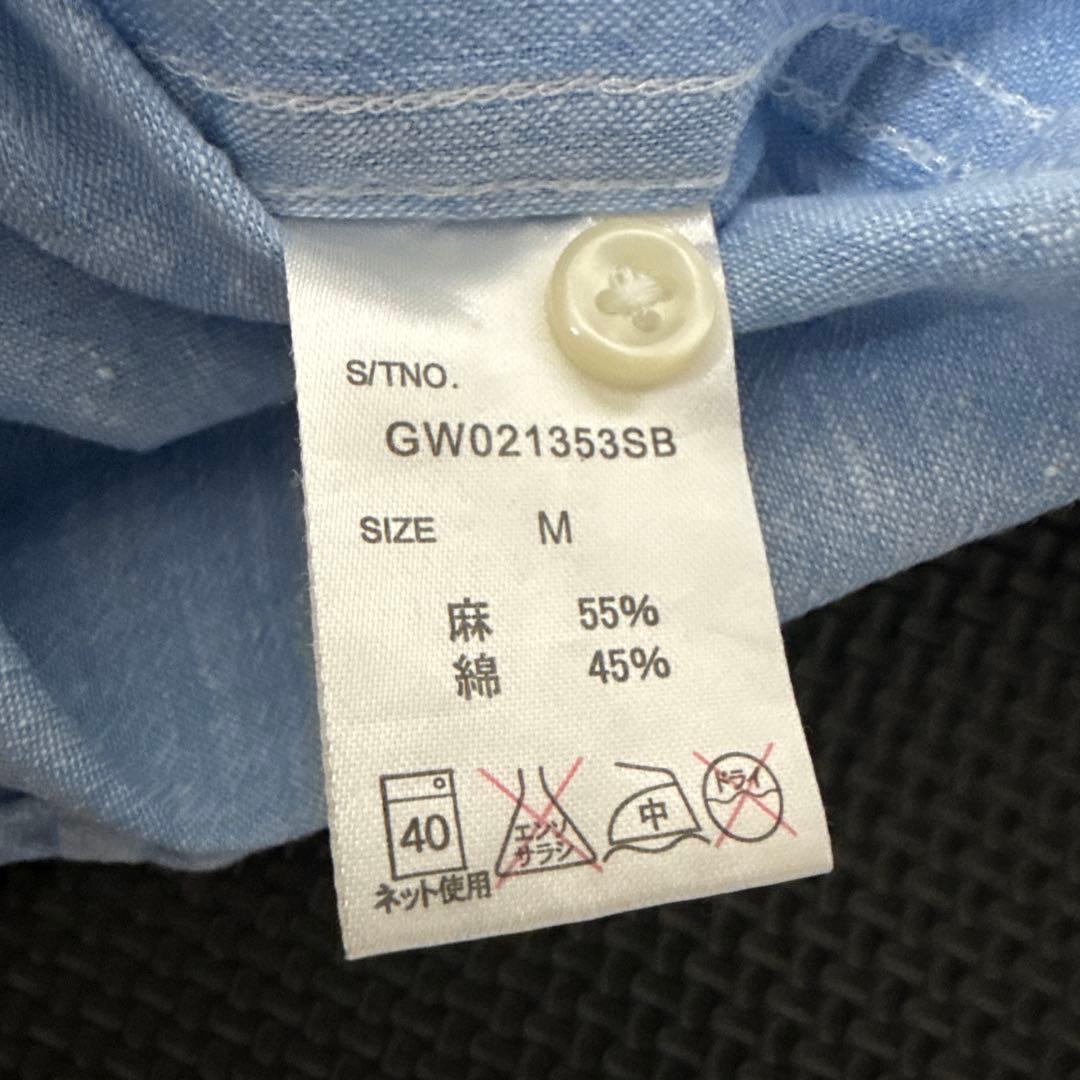 S/TNO.
GW021353SB
SIZE M
麻 55%
綿 45%
40
ネット使用
エンソ
サラシ
中
ドライ